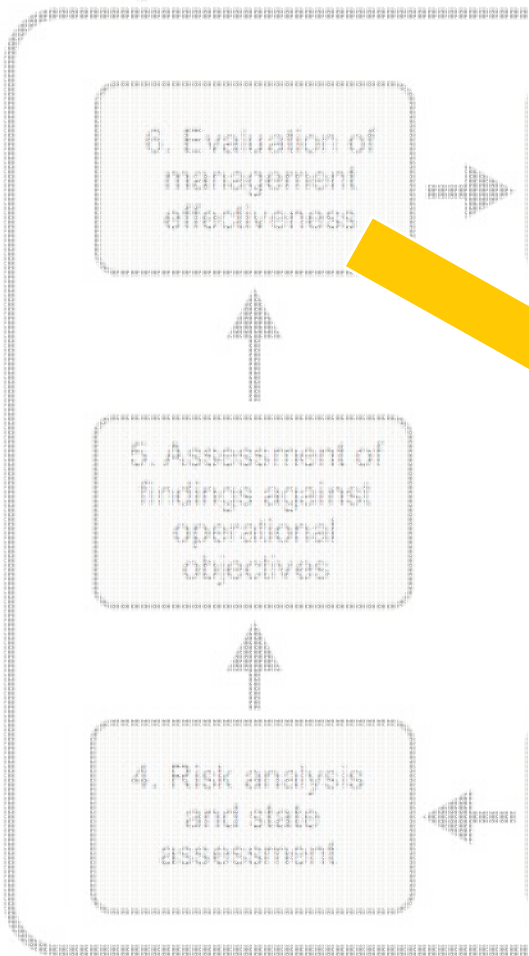 6. Evaluation of
management
effectiveness
5. Assessment of
findings against
operational
objectives
4. Risk analysis
and state
assessment